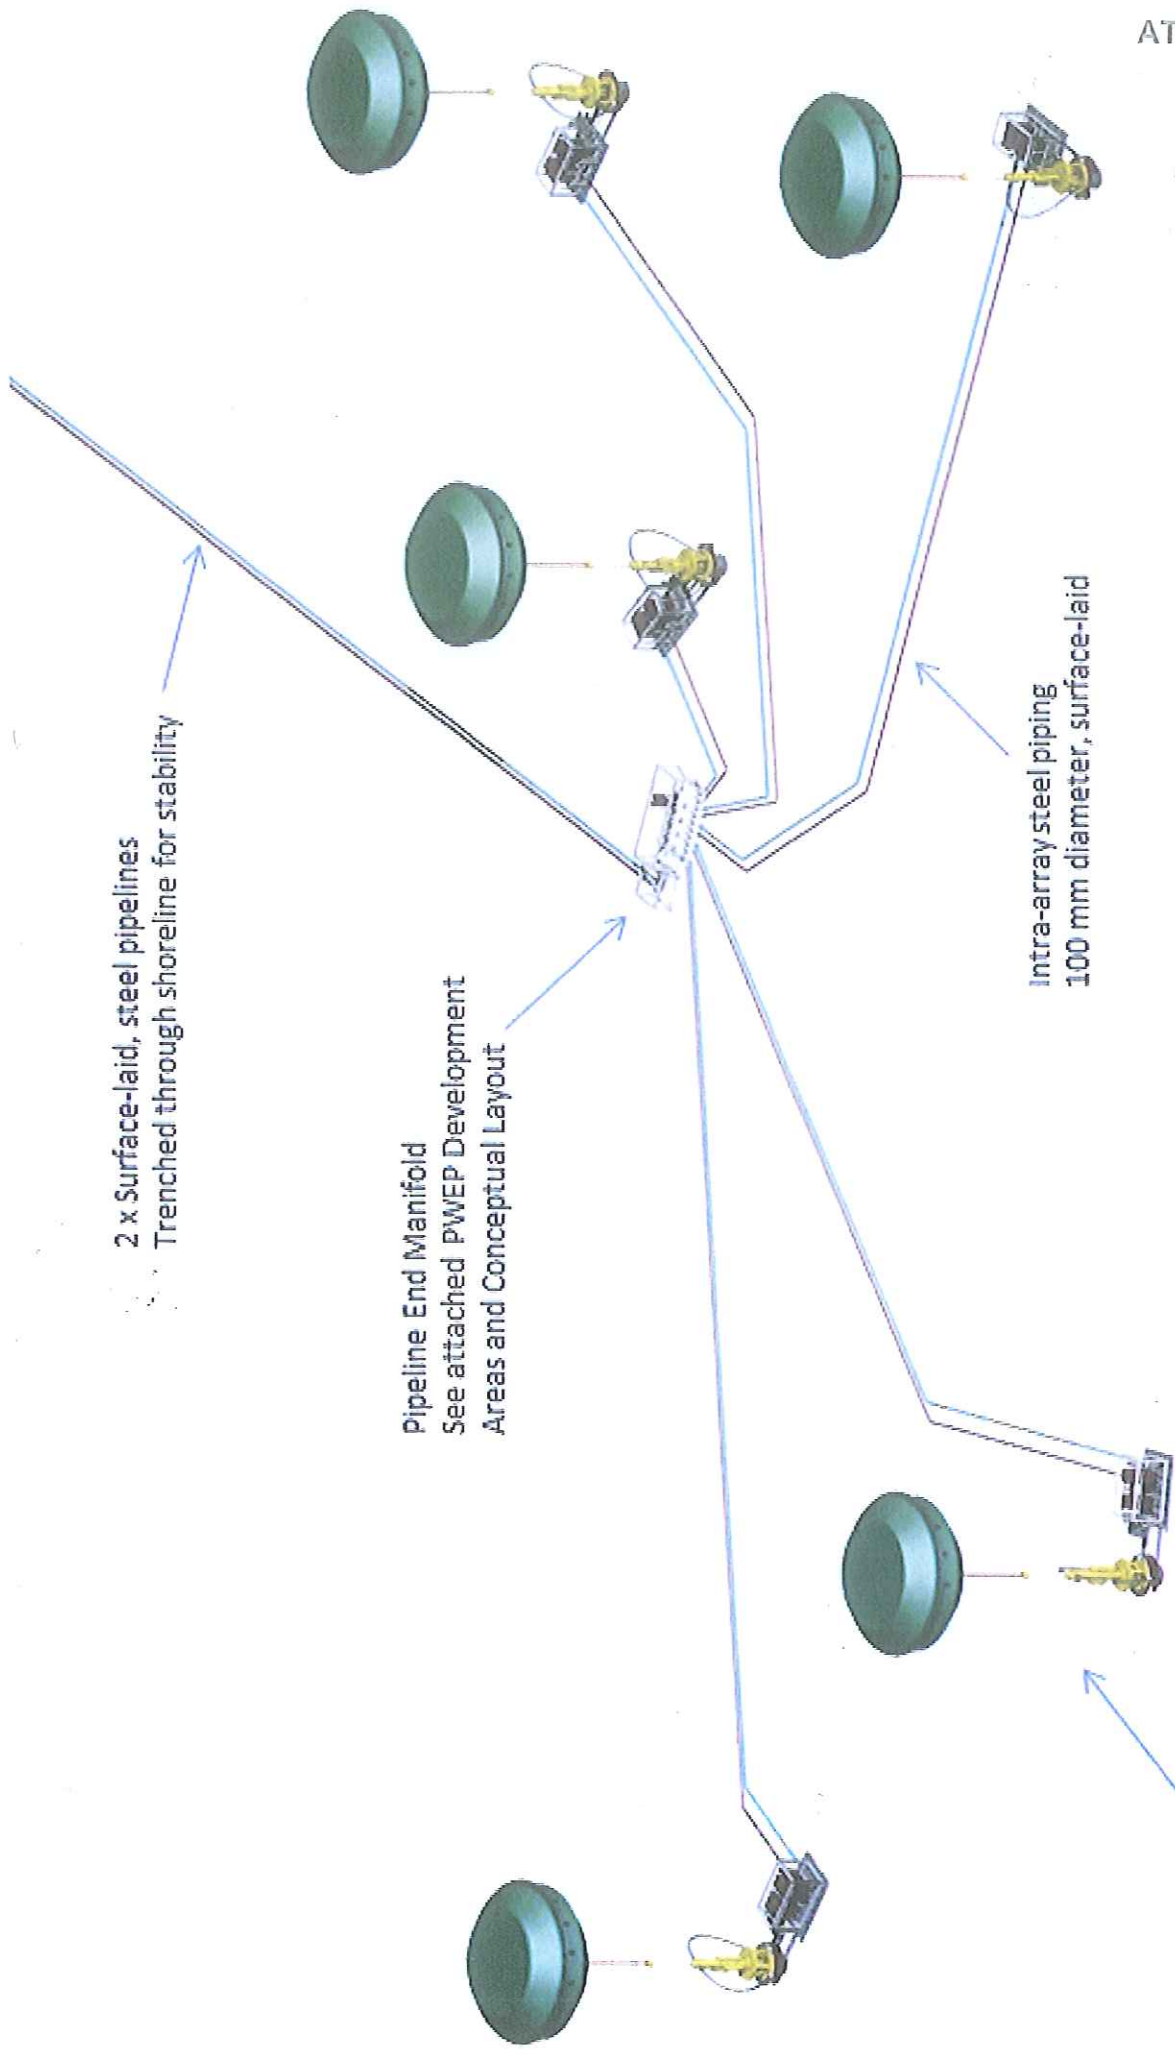 2 x Surface-laid, steel pipelines
Trenched through shoreline for stability
Pipeline End Manifold
See attached PWEP Development
Areas and Conceptual Layout
Intra-array steel piping
100 mm diameter, surface-laid
AT